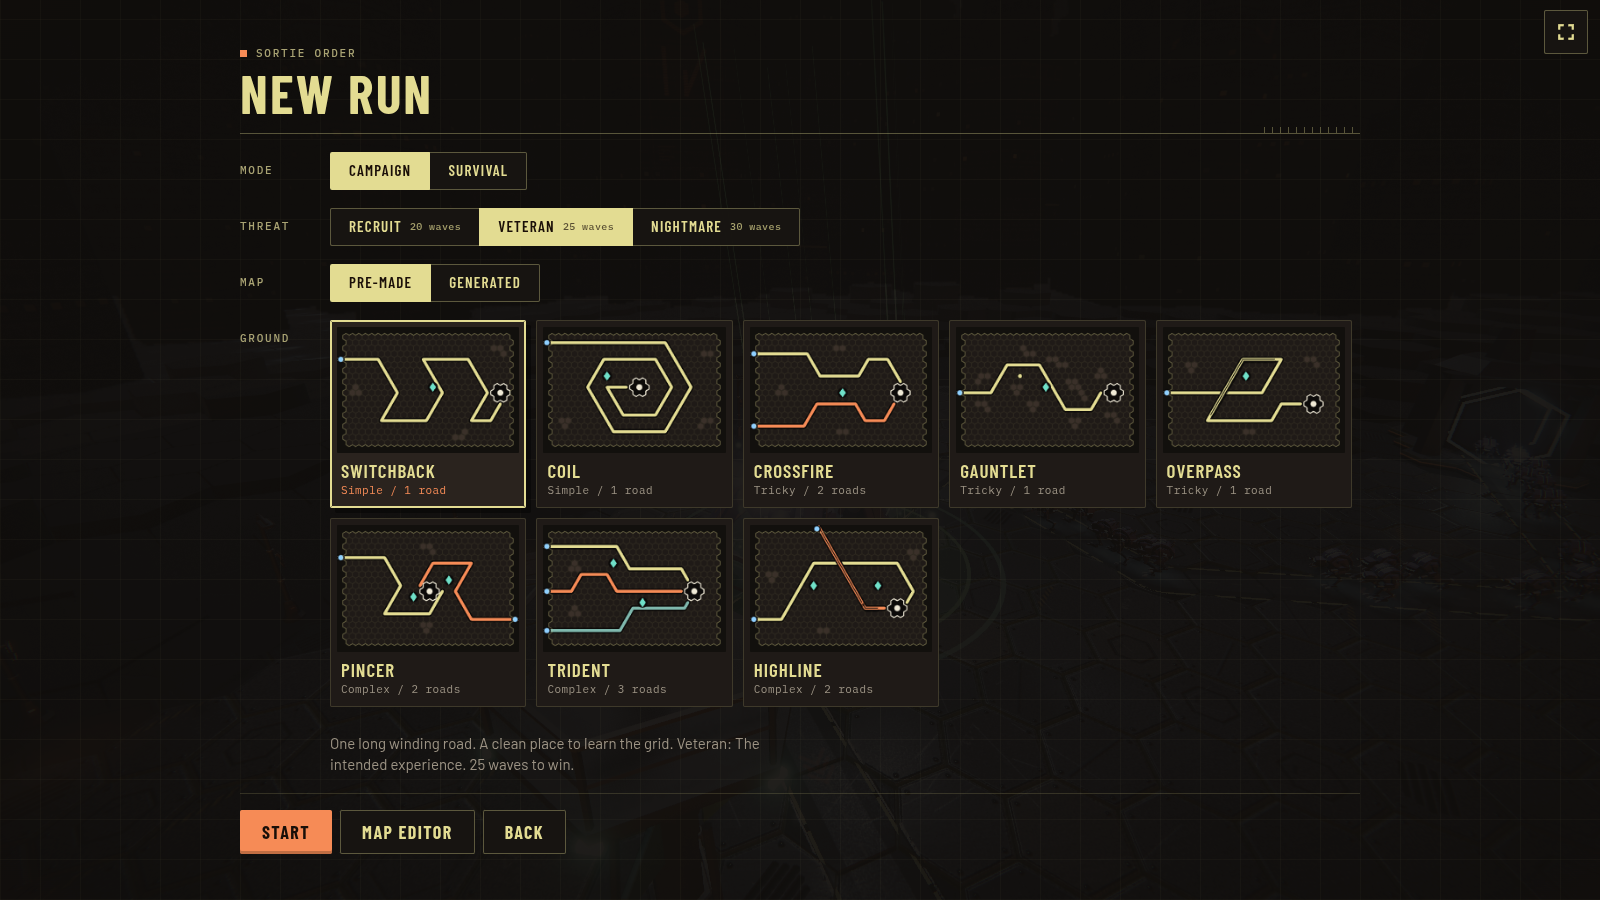 SORTIE ORDER
NEW RUN
MODE
CAMPAIGN SURVIVAL
THREAT
RECRUIT 20 waves VETERAN 25 waves NIGHTMARE 30 waves
MAP
PRE-MADE GENERATED
GROUND
SWITCHBACK
Simple / 1 road
COIL
Simple / 1 road
CROSSFIRE
Tricky / 2 roads
GAUNTLET
Tricky / 1 road
OVERPASS
Tricky / 1 road
PINCER
Complex / 2 roads
TRIDENT
Complex / 3 roads
HIGHLINE
Complex / 2 roads
One long winding road. A clean place to learn the grid. Veteran: The
intended experience. 25 waves to win.
START MAP EDITOR BACK